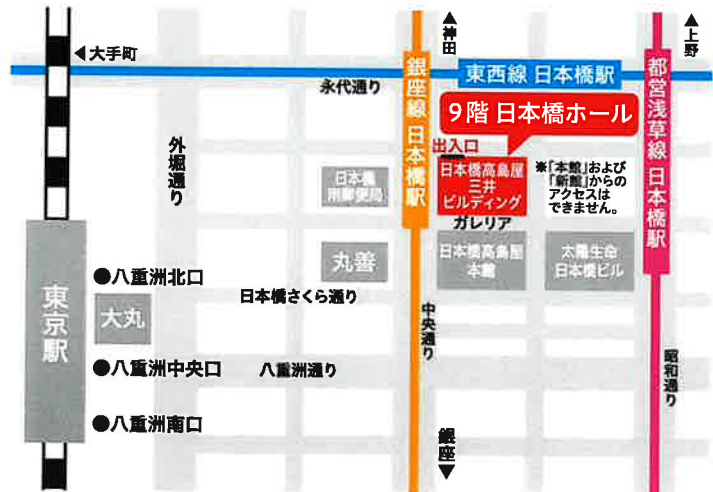 ▲神田
▲上野
◀大手町
東西線 日本橋駅
永代通り
銀座線 日本橋駅
都営浅草線 日本橋駅
9階 日本橋ホール
外堀通り
出入口
日本橋高島屋
三井
ビルディング
※「本館」および
「新館」からの
アクセスは
できません。
日本橋
南郵便局
ガレリア
丸善
日本橋高島屋
本館
太陽生命
日本橋ビル
●八重洲北口
日本橋さくら通り
東京駅
大丸
中央通り
昭和通り
●八重洲中央口
八重洲通り
●八重洲南口
銀座▼